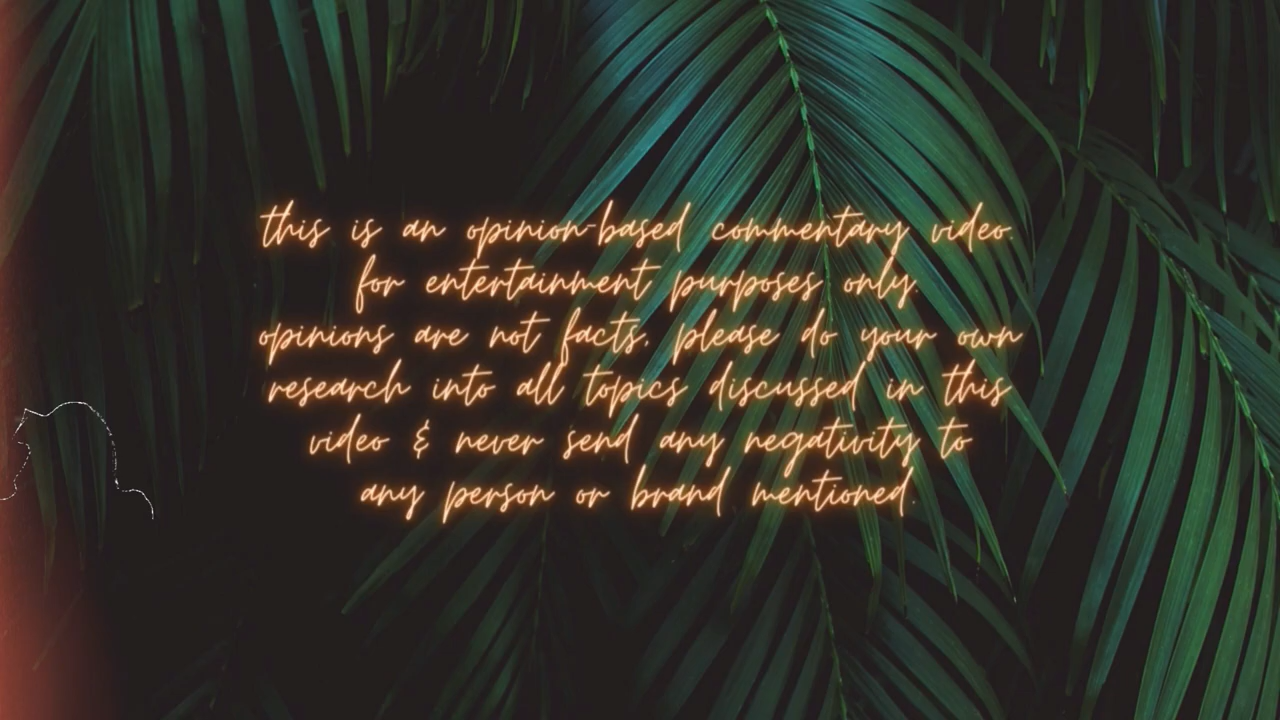 this is an opinion-based commentary video.
for entertainment purposes only.
opinions are not facts, please do your own
research into all topics discussed in this
video & never send any negativity to
any person or brand mentioned.